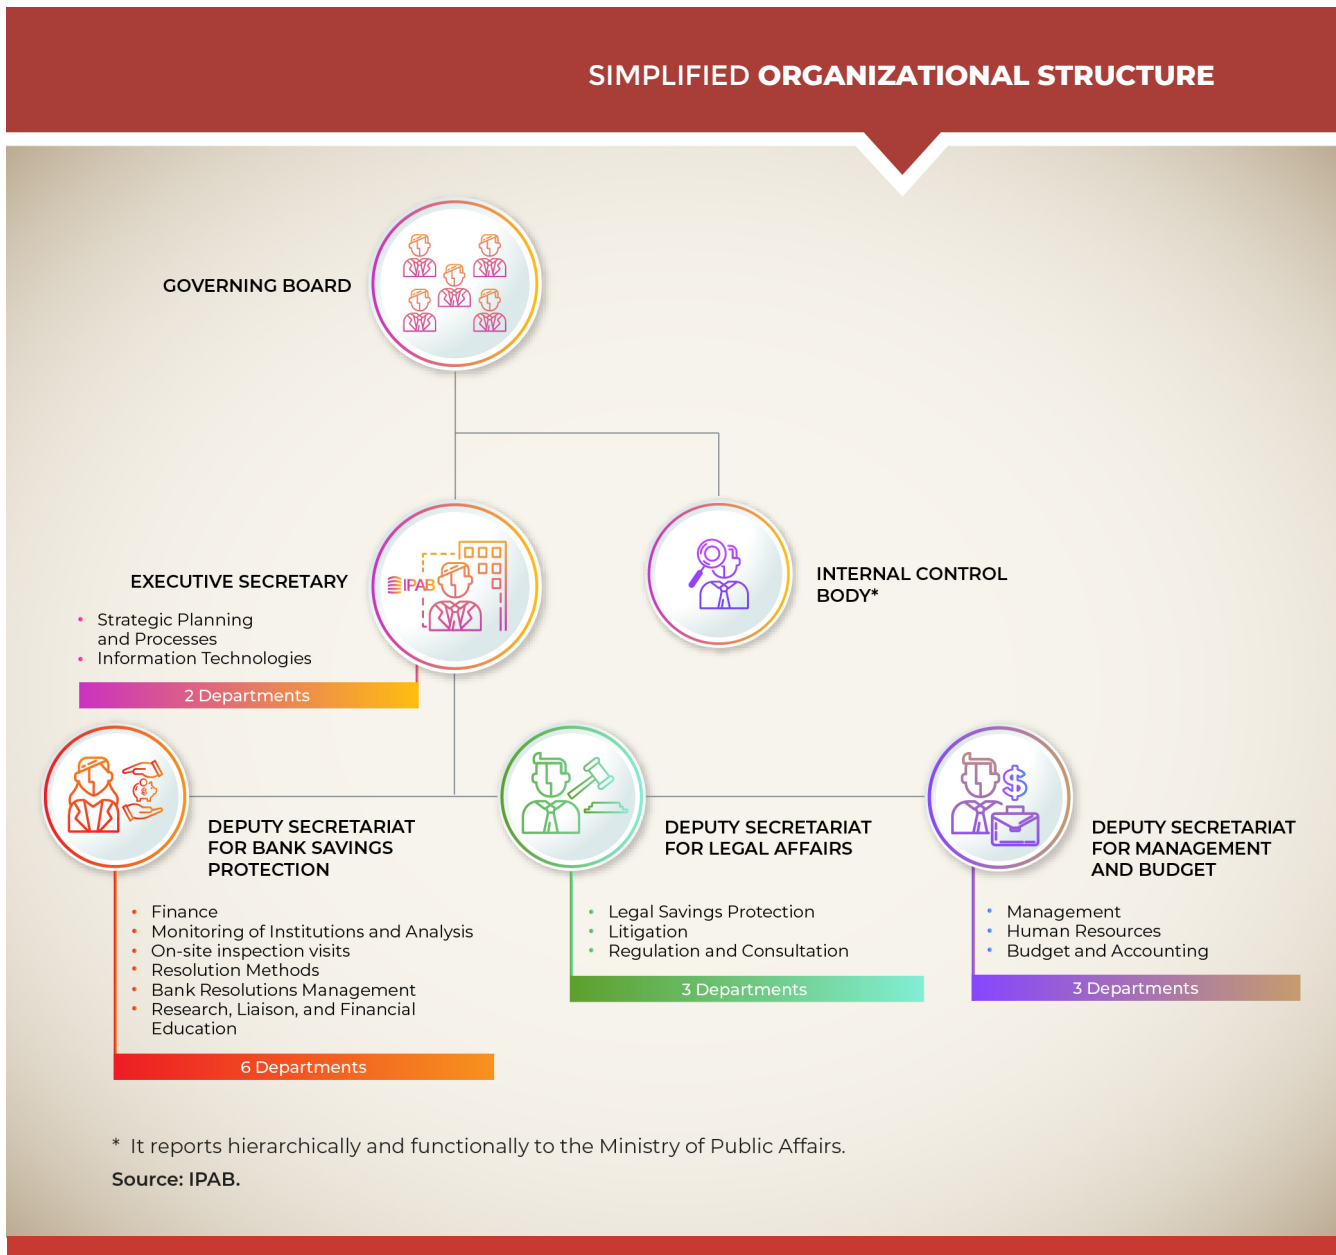 SIMPLIFIED ORGANIZATIONAL STRUCTURE
GOVERNING BOARD
IPAB
EXECUTIVE SECRETARY
• Strategic Planning
and Processes
• Information Technologies
2 Departments
INTERNAL CONTROL
BODY*
DEPUTY SECRETARIAT
FOR BANK SAVINGS
PROTECTION
• Finance
• Monitoring of Institutions and Analysis
• On-site inspection visits
• Resolution Methods
• Bank Resolutions Management
• Research, Liaison, and Financial
Education
6 Departments
DEPUTY SECRETARIAT
FOR LEGAL AFFAIRS
• Legal Savings Protection
• Litigation
• Regulation and Consultation
3 Departments
$
DEPUTY SECRETARIAT
FOR MANAGEMENT
AND BUDGET
• Management
• Human Resources
• Budget and Accounting
3 Departments
* It reports hierarchically and functionally to the Ministry of Public Affairs.
Source: IPAB.